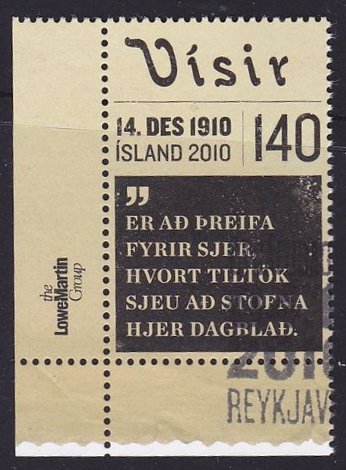 Vísir
14. DES 1910
ÍSLAND 2010
140
”
ER AÐ ÞREIFA
FYRIR SJER,
HVORT TILTÖK
SJEU AÐ STOFNA
HJER DAGBLAÐ.
the
LoweMartin
Group
2010
REYKJAV